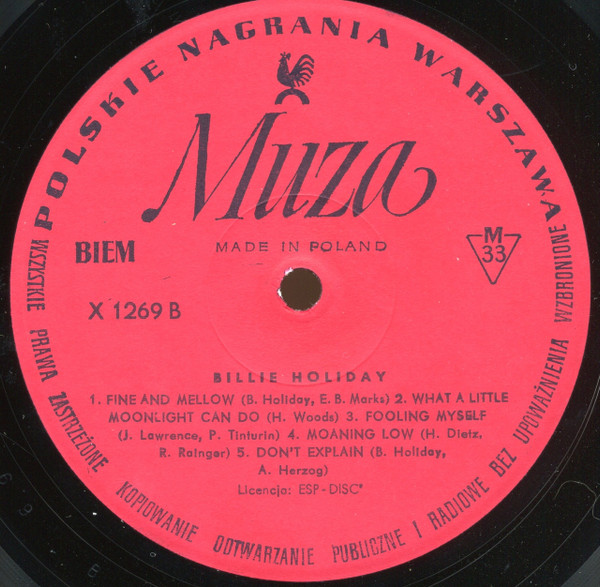 POLSKIE NAGRANIA WARSZAWA
Muza
MADE IN POLAND
BIEM
M
33
X 1269 B
BILLIE HOLIDAY
1. FINE AND MELLOW (B. Holiday, E. B. Marks) 2. WHAT A LITTLE
MOONLIGHT CAN DO (H. Woods) 3. FOOLING MYSELF
(J. Lawrence, P. Tinturin) 4. MOANING LOW (H. Dietz,
R. Rainger) 5. DON'T EXPLAIN (B. Holiday,
A. Herzog)
Licencja: ESP-DISC'
WSZYSTKIE PRAWA ZASTRZEŻONE KOPIOWANIE ODTWARZANIE PUBLICZNE I RADIOWE BEZ UPOWAŻNIENIA WZBRONIONE